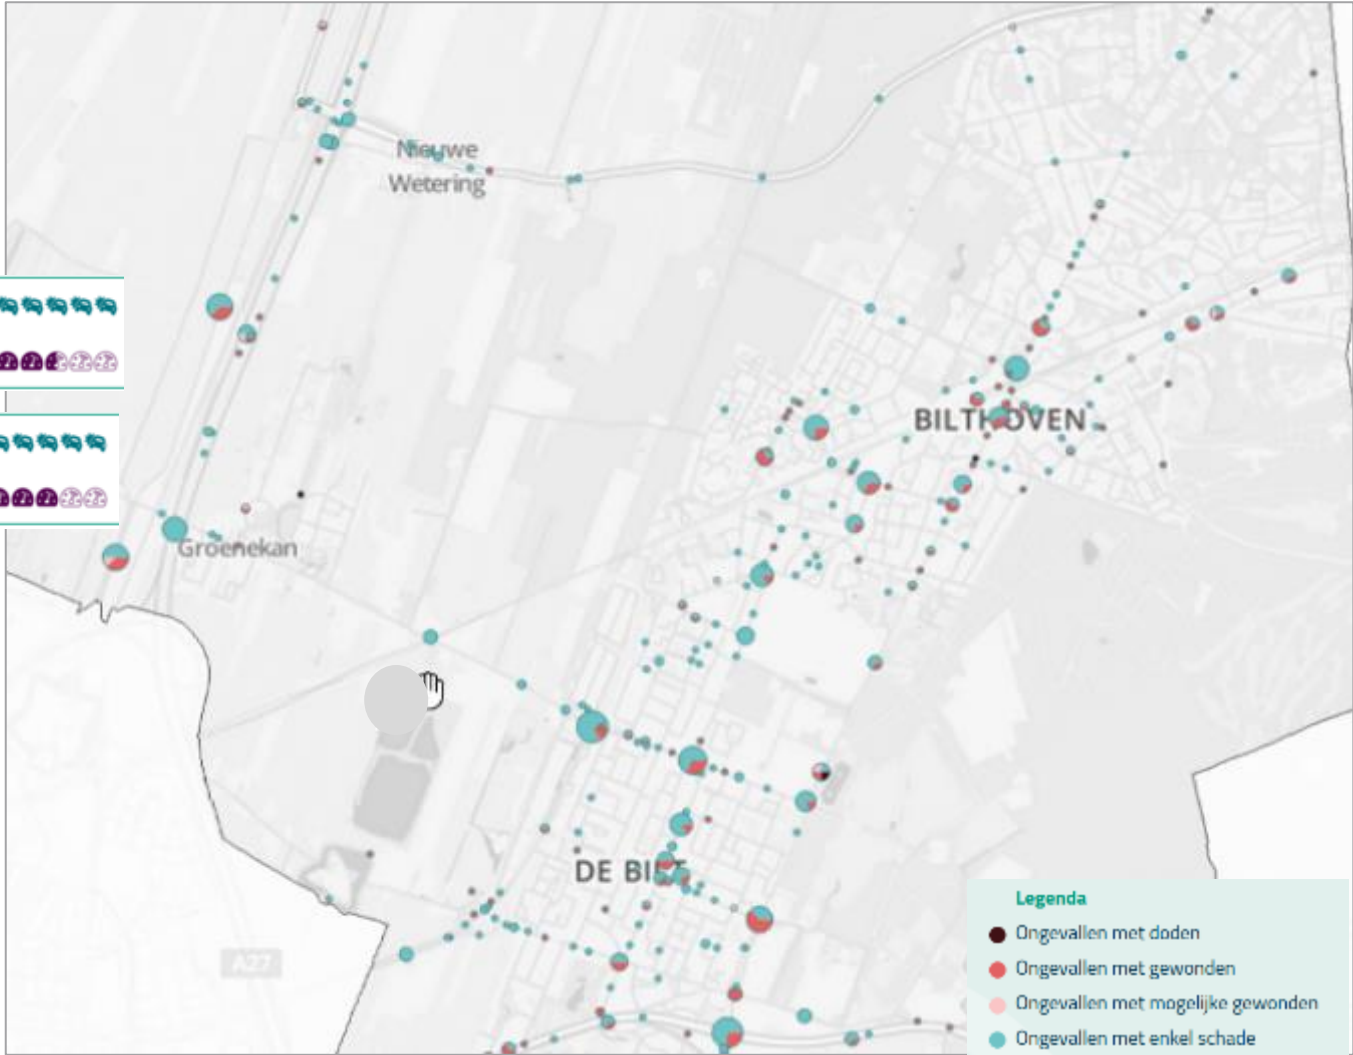 Nieuwe
Wetering
BILTHOVEN
Groenekan
DE BILT
A27
Legenda
Ongevallen met doden
Ongevallen met gewonden
Ongevallen met mogelijke gewonden
Ongevallen met enkel schade